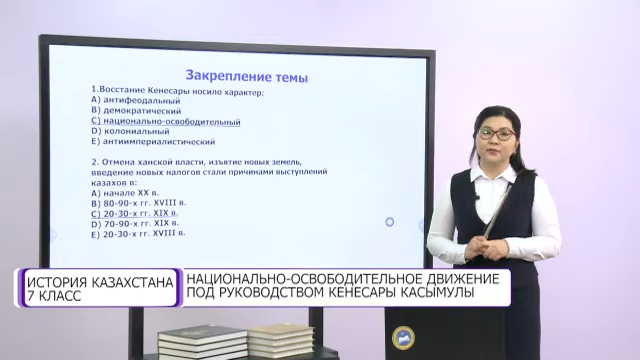 Закрепление темы
1.Восстание Кенесары носило характер:
A) антифеодальный
B) демократический
C) национально-освободительный
D) колониальный
E) антиимпериалистический
2. Отмена ханской власти, изъятие новых земель,
введение новых налогов стали причинами выступлений
казахов в:
A) начале XX в.
B) 80-90-х гг. XVIII в.
C) 20-30-х гг. XIX в.
D) 70-90-х гг. XIX в.
E) 20-30-х гг. XVIII в.
ИСТОРИЯ КАЗАХСТАНА
7 КЛАСС
НАЦИОНАЛЬНО-ОСВОБОДИТЕЛЬНОЕ ДВИЖЕНИЕ
ПОД РУКОВОДСТВОМ КЕНЕСАРЫ КАСЫМУЛЫ